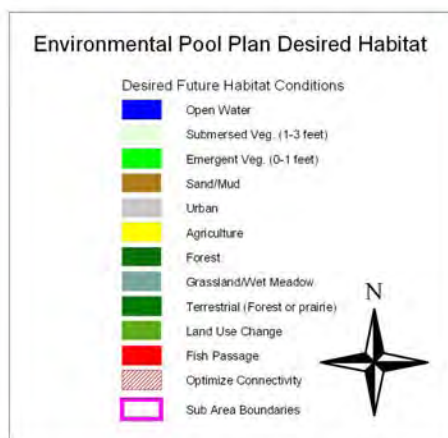 Environmental Pool Plan Desired Habitat
Desired Future Habitat Conditions
Open Water
Submersed Veg. (1-3 feet)
Emergent Veg. (0-1 feet)
Sand/Mud
Urban
Agriculture
Forest
Grassland/Wet Meadow
Terrestrial (Forest or prairie)
Land Use Change
Fish Passage
Optimize Connectivity
Sub Area Boundaries
N